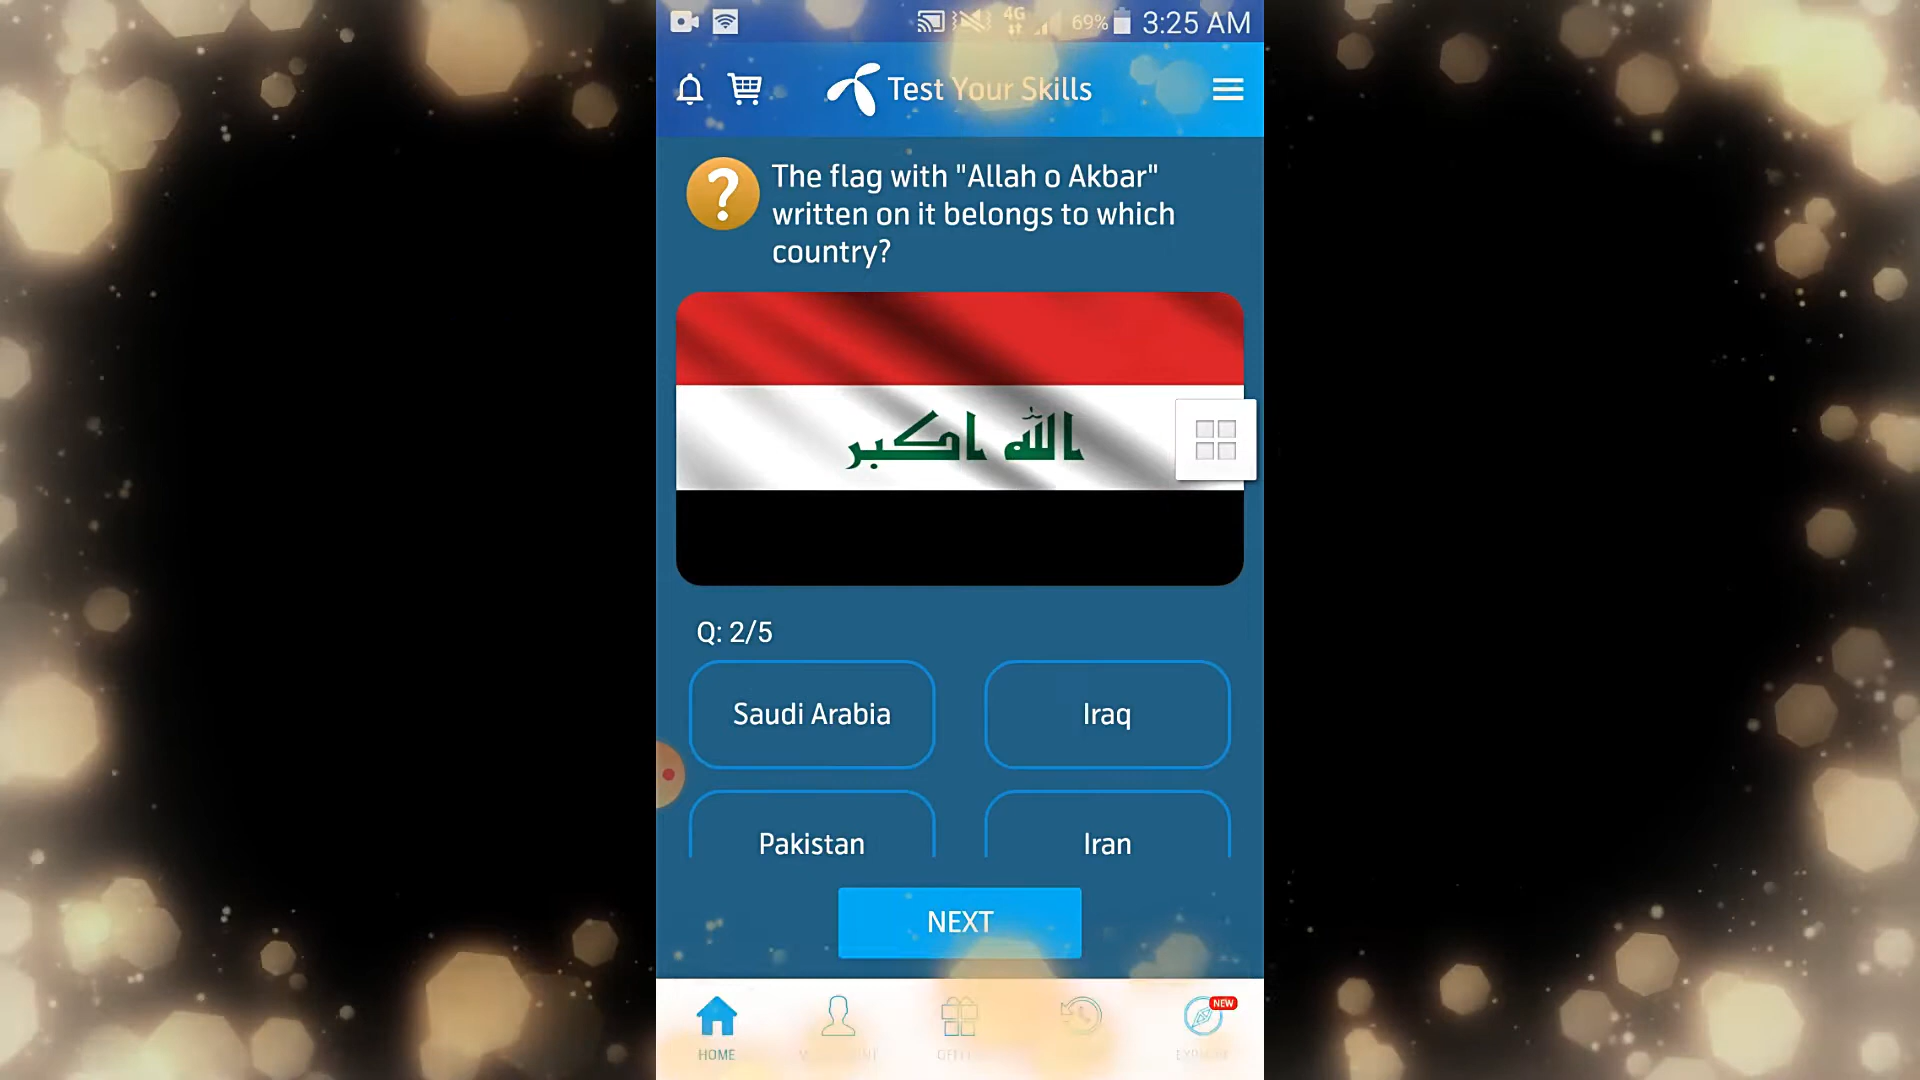 4G 69% 3:25 AM
Test Your Skills
The flag with "Allah o Akbar"
written on it belongs to which
country?
الله اكبر
Q: 2/5
Saudi Arabia
Iraq
Pakistan
Iran
NEXT
NEW
HOME